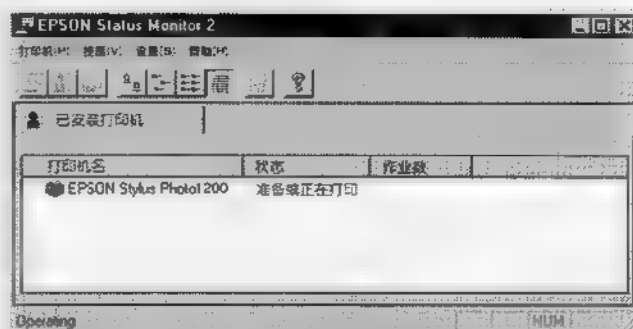 EPSON Status Monitor 2
打印机(P) 视图(V) 设置(S) 帮助(H)
已安装打印机
打印机名 状态 作业数
EPSON Stylus Photo1200 准备或正在打印
Operating NUM